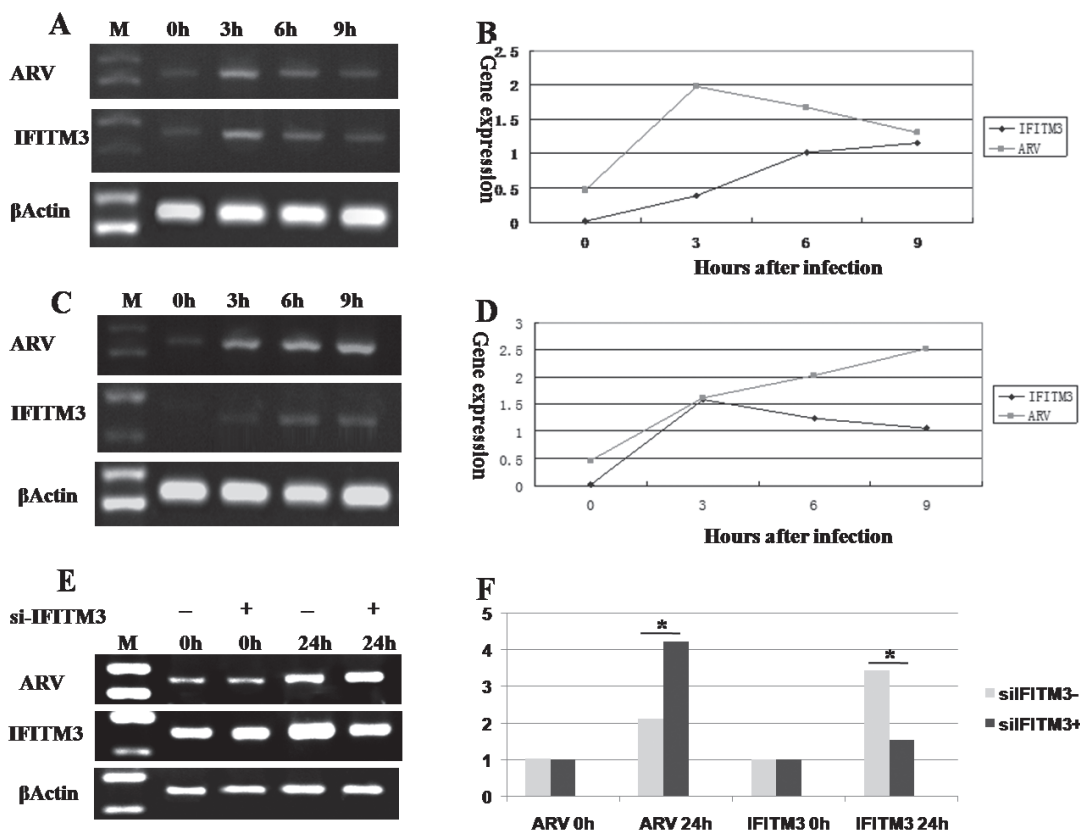 A
M 0h 3h 6h 9h
ARV
IFITM3
βActin
B
Gene expression
2.5
2
1.5
1
0.5
0
0 3 6 9
Hours after infection
IFITM3
ARV
C
M 0h 3h 6h 9h
ARV
IFITM3
βActin
D
Gene expression
3
2.5
2
1.5
1
0.5
0
0 3 6 9
Hours after infection
IFITM3
ARV
E
si-IFITM3 – + – +
M 0h 0h 24h 24h
ARV
IFITM3
βActin
F
5
4
3
2
1
0
* *
ARV 0h ARV 24h IFITM3 0h IFITM3 24h
siIFITM3-
siIFITM3+